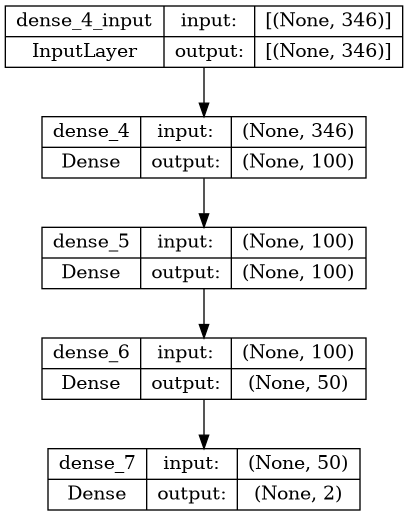 dense_4_input input: [(None, 346)]
InputLayer output: [(None, 346)]
dense_4 input: (None, 346)
Dense output: (None, 100)
dense_5 input: (None, 100)
Dense output: (None, 100)
dense_6 input: (None, 100)
Dense output: (None, 50)
dense_7 input: (None, 50)
Dense output: (None, 2)